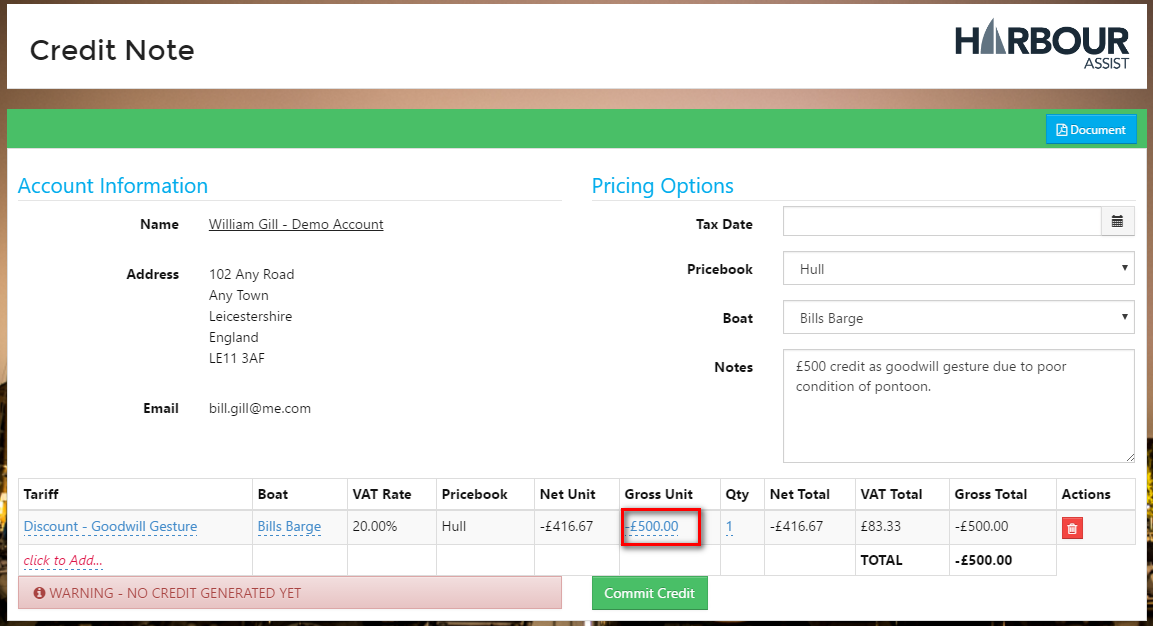 Credit Note
HARBOUR
ASSIST
Document
Account Information
Name William Gill - Demo Account
Address 102 Any Road
Any Town
Leicestershire
England
LE11 3AF
Email bill.gill@me.com
Pricing Options
Tax Date
Pricebook Hull
Boat Bills Barge
Notes £500 credit as goodwill gesture due to poor
condition of pontoon.
Tariff Boat VAT Rate Pricebook Net Unit Gross Unit Qty Net Total VAT Total Gross Total Actions
Discount - Goodwill Gesture Bills Barge 20.00% Hull -£416.67 -£500.00 1 -£416.67 £83.33 -£500.00
click to Add... TOTAL -£500.00
WARNING - NO CREDIT GENERATED YET
Commit Credit